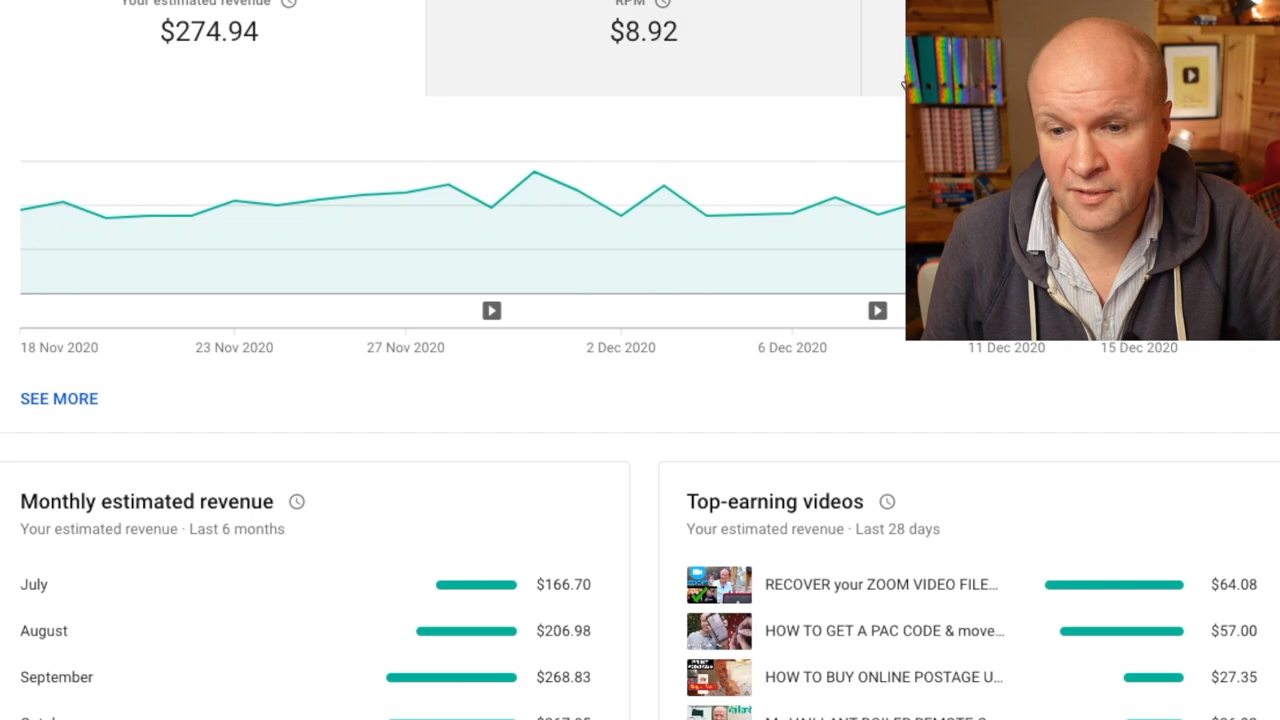 Your estimated revenue
$274.94
RPM
$8.92
18 Nov 2020
23 Nov 2020
27 Nov 2020
2 Dec 2020
6 Dec 2020
11 Dec 2020
15 Dec 2020
SEE MORE
Monthly estimated revenue
Your estimated revenue · Last 6 months
July $166.70
August $206.98
September $268.83
Top-earning videos
Your estimated revenue · Last 28 days
RECOVER your ZOOM VIDEO FILE... $64.08
HOW TO GET A PAC CODE & move... $57.00
HOW TO BUY ONLINE POSTAGE U... $27.35